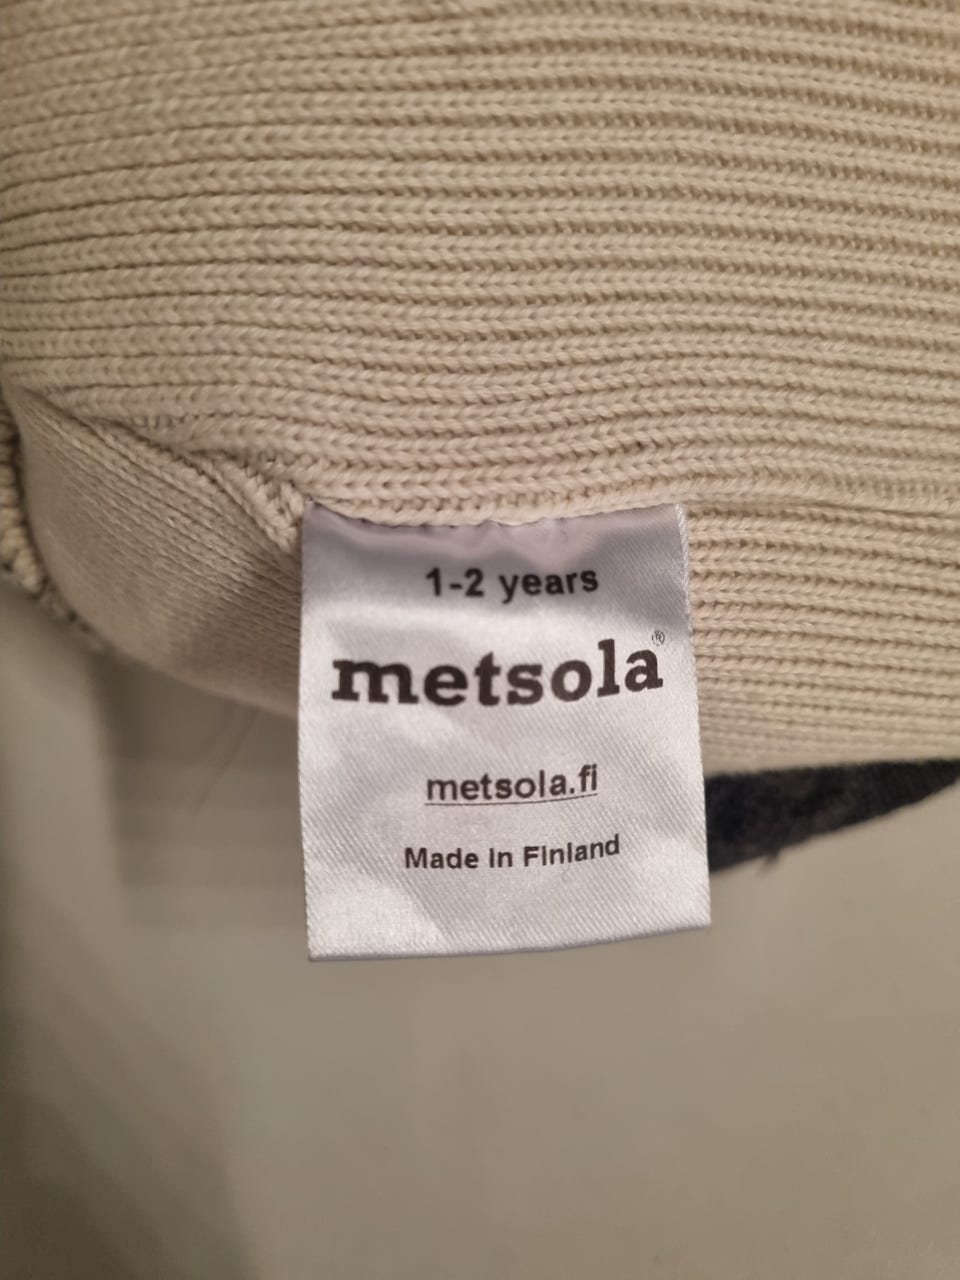 1-2 years
metsola®
metsola.fi
Made in Finland